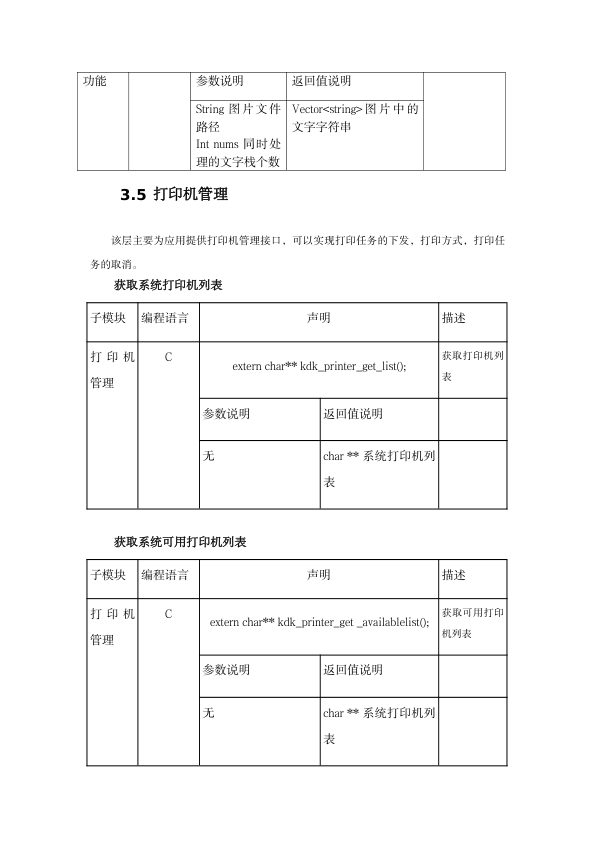 功能
参数说明
返回值说明
String 图片文件
路径
Int nums 同时处
理的文字栈个数
Vector<string>图片中的
文字字符串
3.5 打印机管理
该层主要为应用提供打印机管理接口，可以实现打印任务的下发，打印方式，打印任
务的取消。
获取系统打印机列表
子模块 编程语言 声明 描述
打印机
管理
C
extern char** kdk_printer_get_list();
获取打印机列
表
参数说明 返回值说明
无
char ** 系统打印机列
表
获取系统可用打印机列表
子模块 编程语言 声明 描述
打印机
管理
C
extern char** kdk_printer_get _availablelist();
获取可用打印
机列表
参数说明 返回值说明
无
char ** 系统打印机列
表